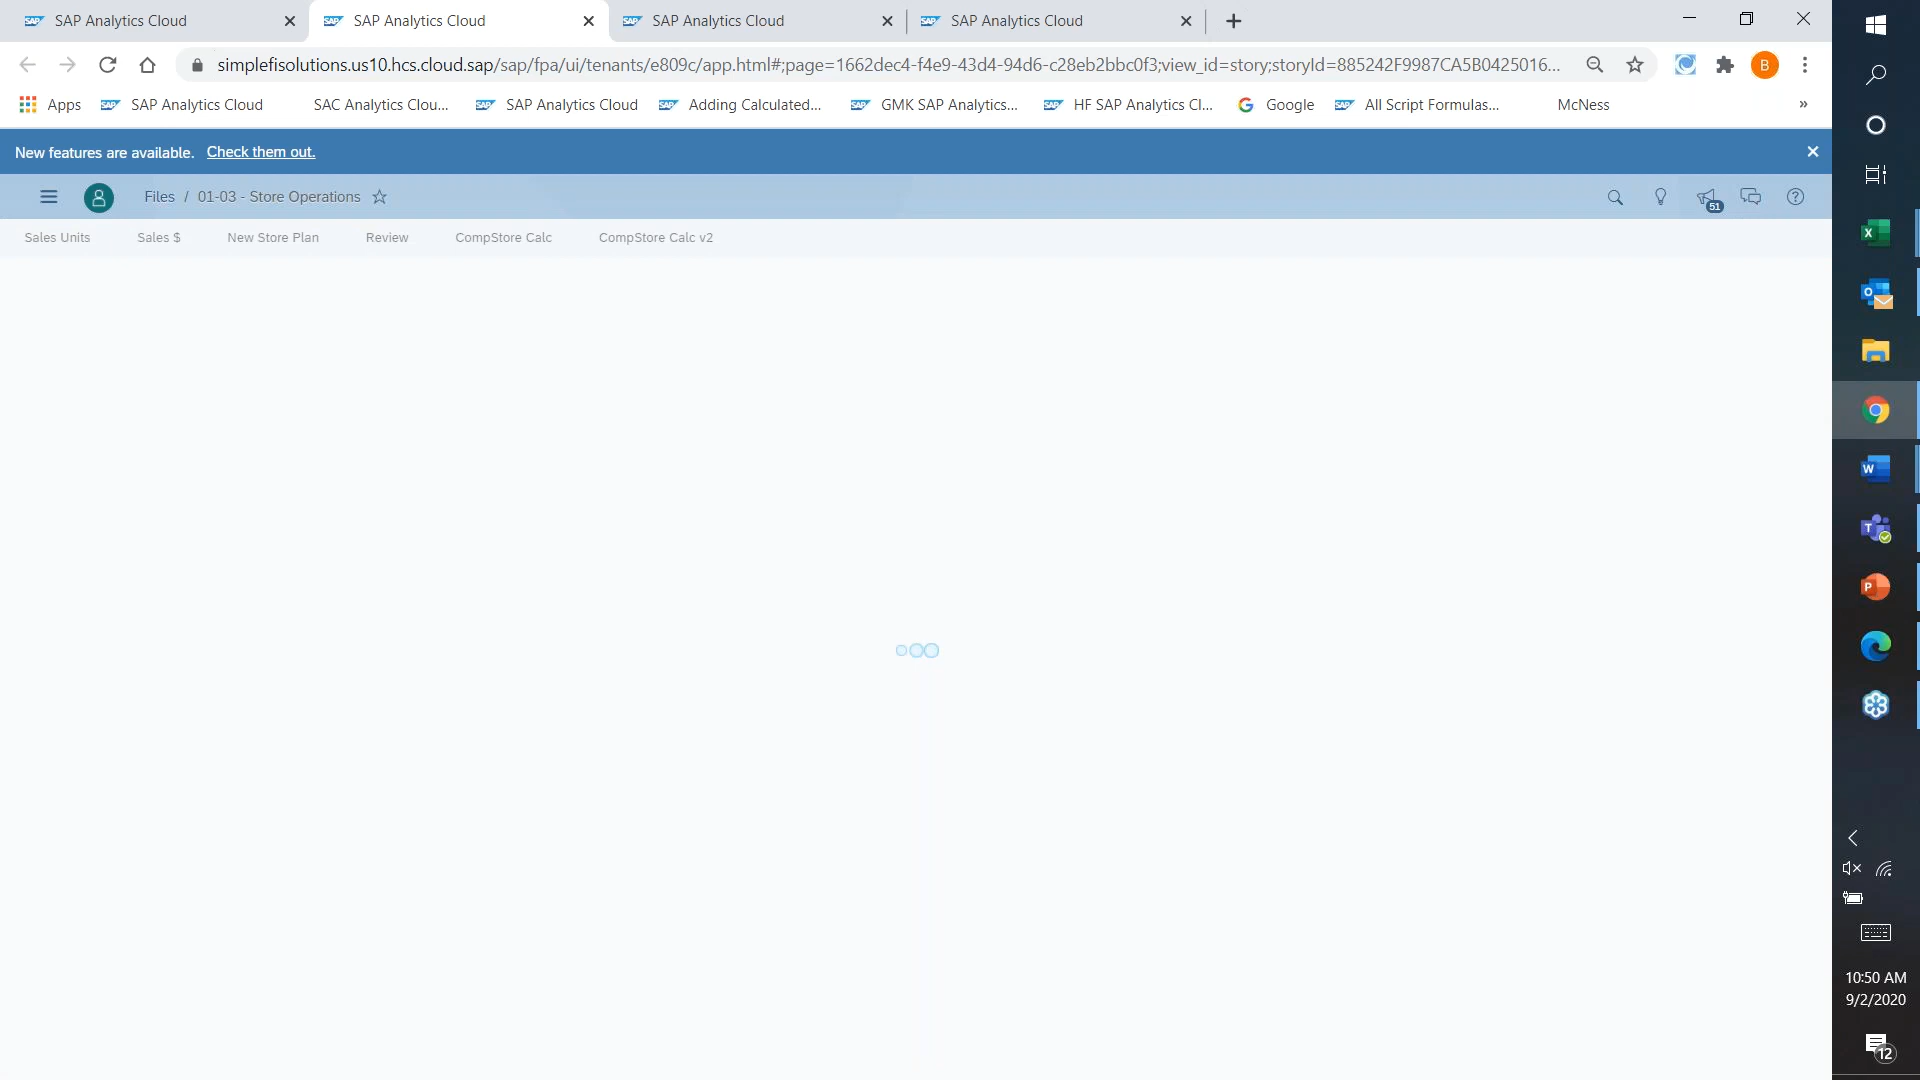 SAP Analytics Cloud
SAP Analytics Cloud
SAP Analytics Cloud
SAP Analytics Cloud
simplefisolutions.us10.hcs.cloud.sap/sap/fpa/ui/tenants/e809c/app.html#;page=1662dec4-f4e9-43d4-94d6-c28eb2bbc0f3;view_id=story;storyId=885242F9987CA5B0425016...
B
Apps
SAP Analytics Cloud
SAC Analytics Clou...
SAP Analytics Cloud
Adding Calculated...
GMK SAP Analytics...
HF SAP Analytics Cl...
Google
All Script Formulas...
McNess
»
New features are available. Check them out.
Files / 01-03 - Store Operations
51
Sales Units
Sales $
New Store Plan
Review
CompStore Calc
CompStore Calc v2
10:50 AM
9/2/2020
12